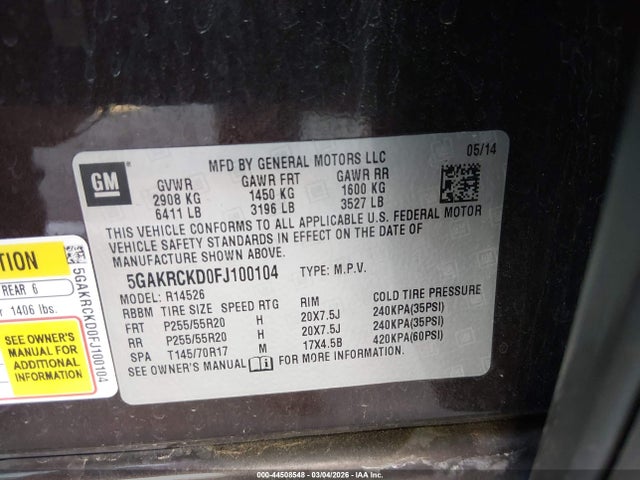 GM
MFD BY GENERAL MOTORS LLC
05/14
GVWR GAWR FRT GAWR RR
2908 KG 1450 KG 1600 KG
6411 LB 3196 LB 3527 LB
THIS VEHICLE CONFORMS TO ALL APPLICABLE U.S. FEDERAL MOTOR
VEHICLE SAFETY STANDARDS IN EFFECT ON THE DATE OF
MANUFACTURE SHOWN ABOVE.
5GAKRCKD0FJ100104 TYPE: M.P.V.
MODEL: R14526
RBBM TIRE SIZE SPEED RTG RIM COLD TIRE PRESSURE
FRT P255/55R20 H 20X7.5J 240KPA(35PSI)
RR P255/55R20 H 20X7.5J 240KPA(35PSI)
SPA T145/70R17 M 17X4.5B 420KPA(60PSI)
SEE OWNER'S MANUAL FOR MORE INFORMATION
TION
REAR 6
1406 lbs.
SEE OWNER'S
MANUAL FOR
ADDITIONAL
INFORMATION
5GAKRCKD0FJ100104
000-44508548 - 03/04/2026 - IAA Inc.